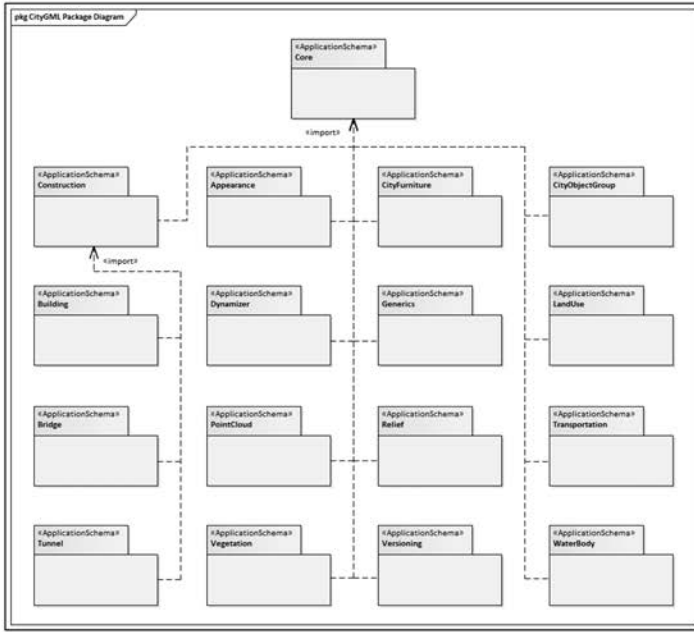 pkg CityGML Package Diagram
«ApplicationSchema»
Core
«import»
«ApplicationSchema»
Construction
«ApplicationSchema»
Appearance
«ApplicationSchema»
CityFurniture
«ApplicationSchema»
CityObjectGroup
«import»
«ApplicationSchema»
Building
«ApplicationSchema»
Dynamizer
«ApplicationSchema»
Generics
«ApplicationSchema»
LandUse
«ApplicationSchema»
Bridge
«ApplicationSchema»
PointCloud
«ApplicationSchema»
Relief
«ApplicationSchema»
Transportation
«ApplicationSchema»
Tunnel
«ApplicationSchema»
Vegetation
«ApplicationSchema»
Versioning
«ApplicationSchema»
WaterBody